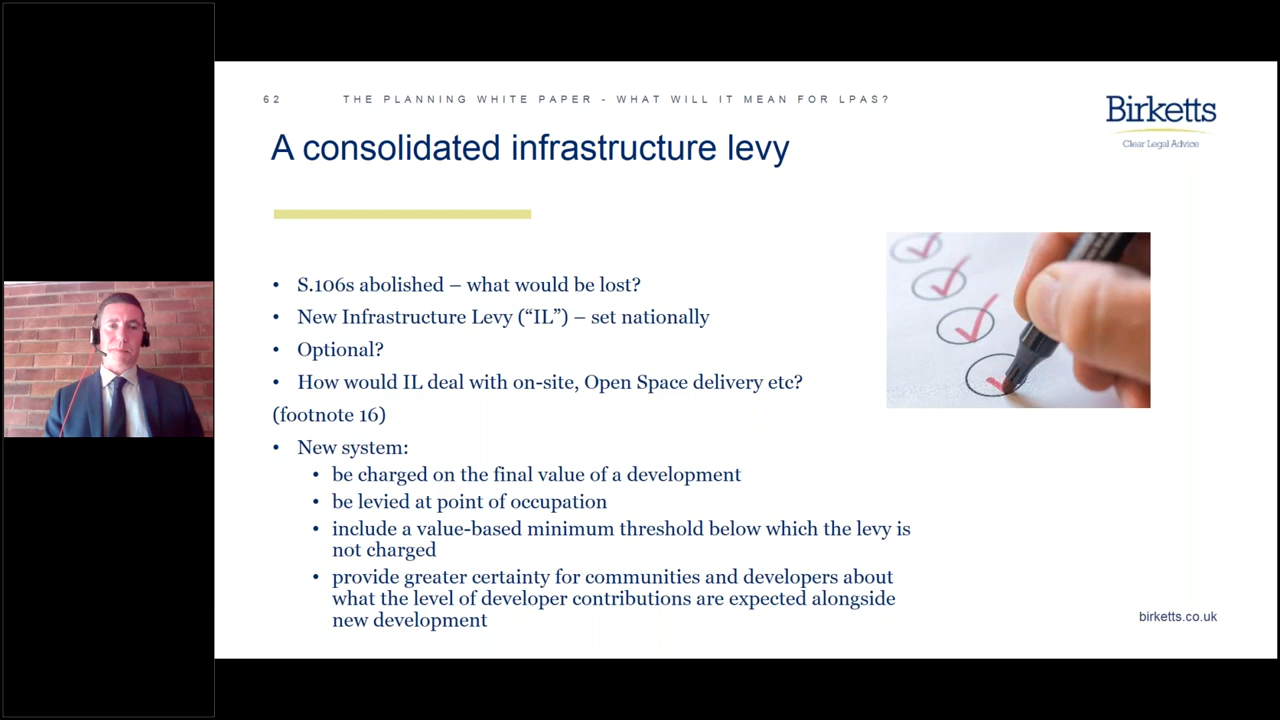 62 THE PLANNING WHITE PAPER - WHAT WILL IT MEAN FOR LPAS?
Birketts
Clear Legal Advice
A consolidated infrastructure levy
• S.106s abolished – what would be lost?
• New Infrastructure Levy (“IL”) – set nationally
• Optional?
• How would IL deal with on-site, Open Space delivery etc?
(footnote 16)
• New system:
• be charged on the final value of a development
• be levied at point of occupation
• include a value-based minimum threshold below which the levy is
not charged
• provide greater certainty for communities and developers about
what the level of developer contributions are expected alongside
new development
birketts.co.uk